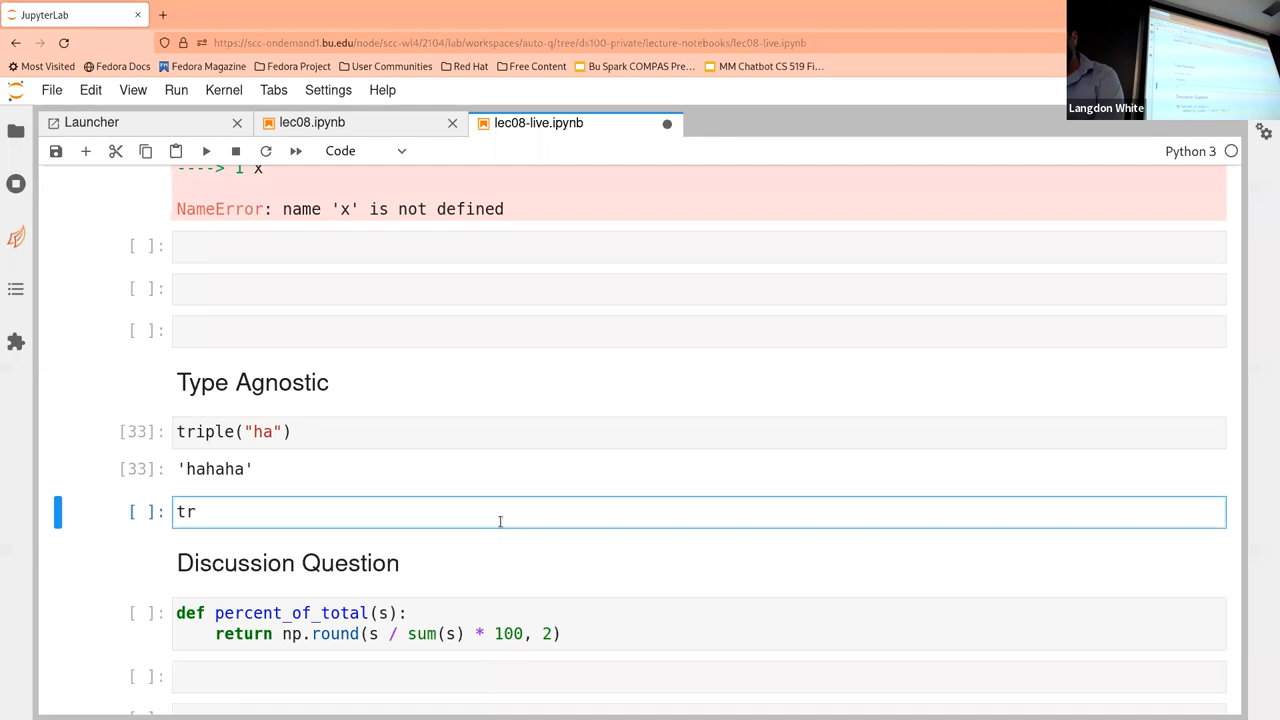 JupyterLab
https://scc-ondemand1.bu.edu/node/scc-wl4/2104/lab/workspaces/auto-q/tree/ds100-private/lecture-notebooks/lec08-live.ipynb
Most Visited Fedora Docs Fedora Magazine Fedora Project User Communities Red Hat Free Content Bu Spark COMPAS Pre... MM Chatbot CS 519 Fi...
Langdon White
File Edit View Run Kernel Tabs Settings Help
Launcher lec08.ipynb lec08-live.ipynb
Code Python 3
----> 1 x
NameError: name 'x' is not defined
[ ]:
[ ]:
[ ]:
Type Agnostic
[33]: triple("ha")
[33]: 'hahaha'
[ ]: tr
Discussion Question
[ ]: def percent_of_total(s):
return np.round(s / sum(s) * 100, 2)
[ ]: